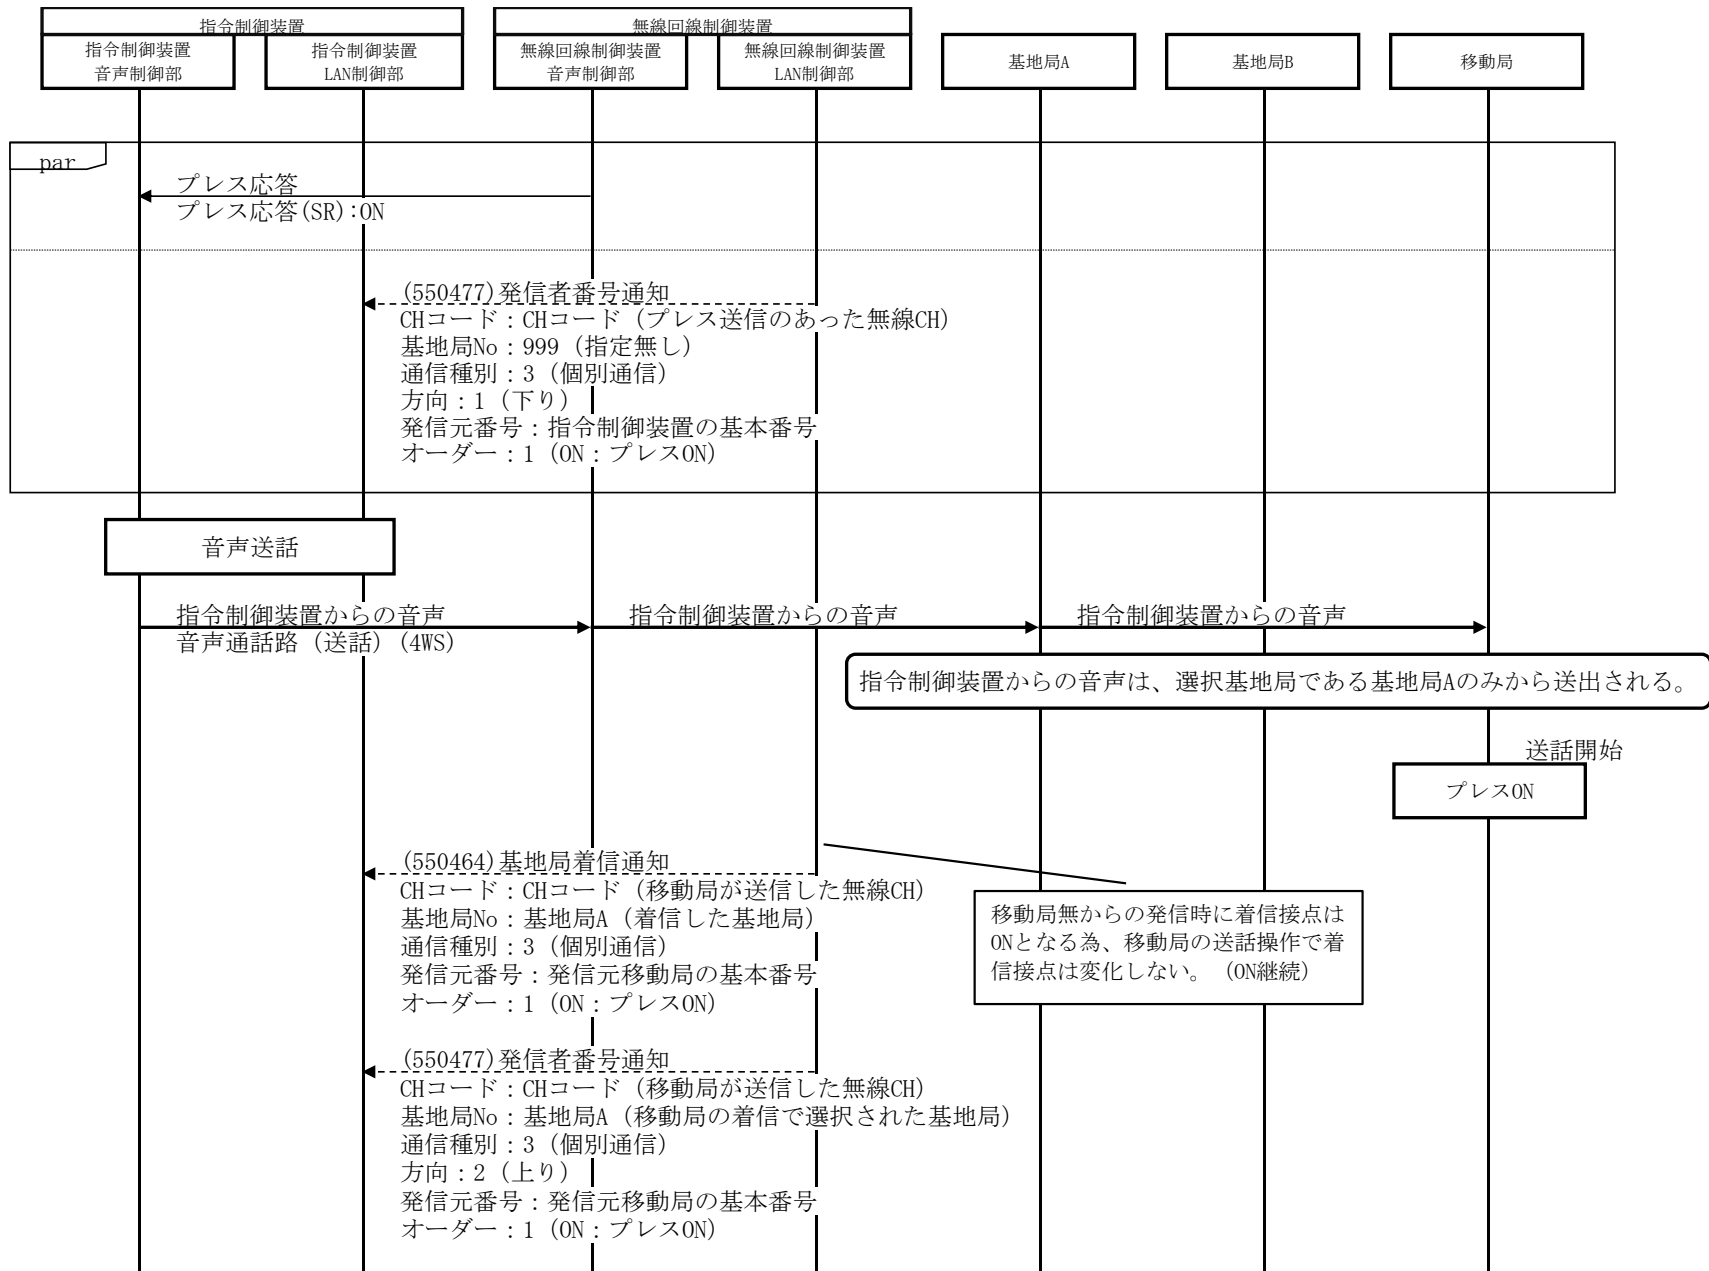 指令制御装置
無線回線制御装置
指令制御装置
音声制御部
指令制御装置
LAN制御部
無線回線制御装置
音声制御部
無線回線制御装置
LAN制御部
基地局A
基地局B
移動局
par
プレス応答
プレス応答(SR):ON
(550477)発信者番号通知
CHコード：CHコード（プレス送信のあった無線CH）
基地局No：999（指定無し）
通信種別：3（個別通信）
方向：1（下り）
発信元番号：指令制御装置の基本番号
オーダー：1（ON：プレスON）
音声送話
指令制御装置からの音声
音声通話路（送話）(4WS)
指令制御装置からの音声
指令制御装置からの音声
指令制御装置からの音声は、選択基地局である基地局Aのみから送出される。
送話開始
プレスON
(550464)基地局着信通知
CHコード：CHコード（移動局が送信した無線CH）
基地局No：基地局A（着信した基地局）
通信種別：3（個別通信）
発信元番号：発信元移動局の基本番号
オーダー：1（ON：プレスON）
移動局無からの発信時に着信接点は
ONとなる為、移動局の送話操作で着
信接点は変化しない。（ON継続）
(550477)発信者番号通知
CHコード：CHコード（移動局が送信した無線CH）
基地局No：基地局A（移動局の着信で選択された基地局）
通信種別：3（個別通信）
方向：2（上り）
発信元番号：発信元移動局の基本番号
オーダー：1（ON：プレスON）